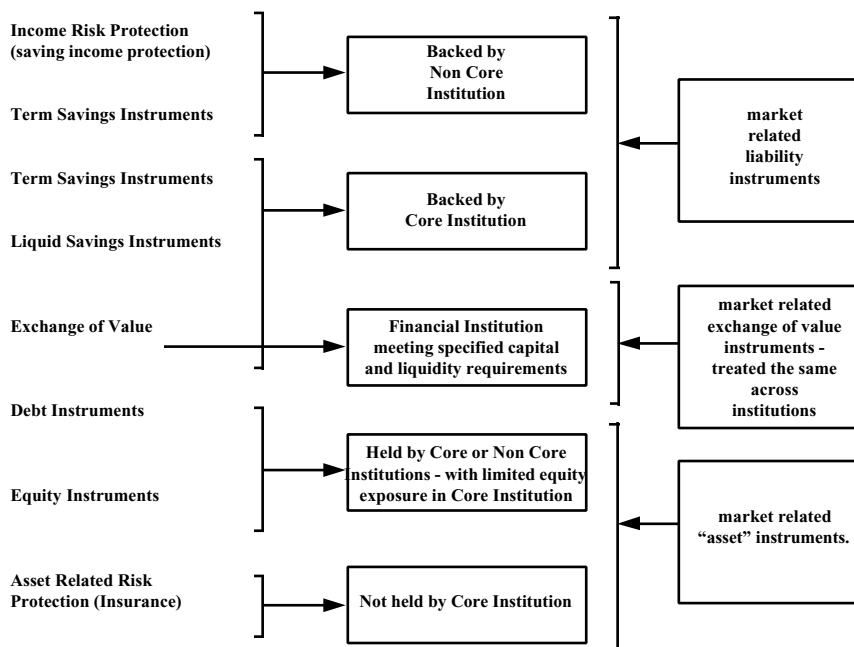 Income Risk Protection
(saving income protection)
Term Savings Instruments
Term Savings Instruments
Liquid Savings Instruments
Exchange of Value
Debt Instruments
Equity Instruments
Asset Related Risk
Protection (Insurance)
Backed by
Non Core
Institution
Backed by
Core Institution
Financial Institution
meeting specified capital
and liquidity requirements
Held by Core or Non Core
Institutions - with limited equity
exposure in Core Institution
Not held by Core Institution
market
related
liability
instruments
market related
exchange of value
instruments -
treated the same
across
institutions
market related
“asset” instruments.